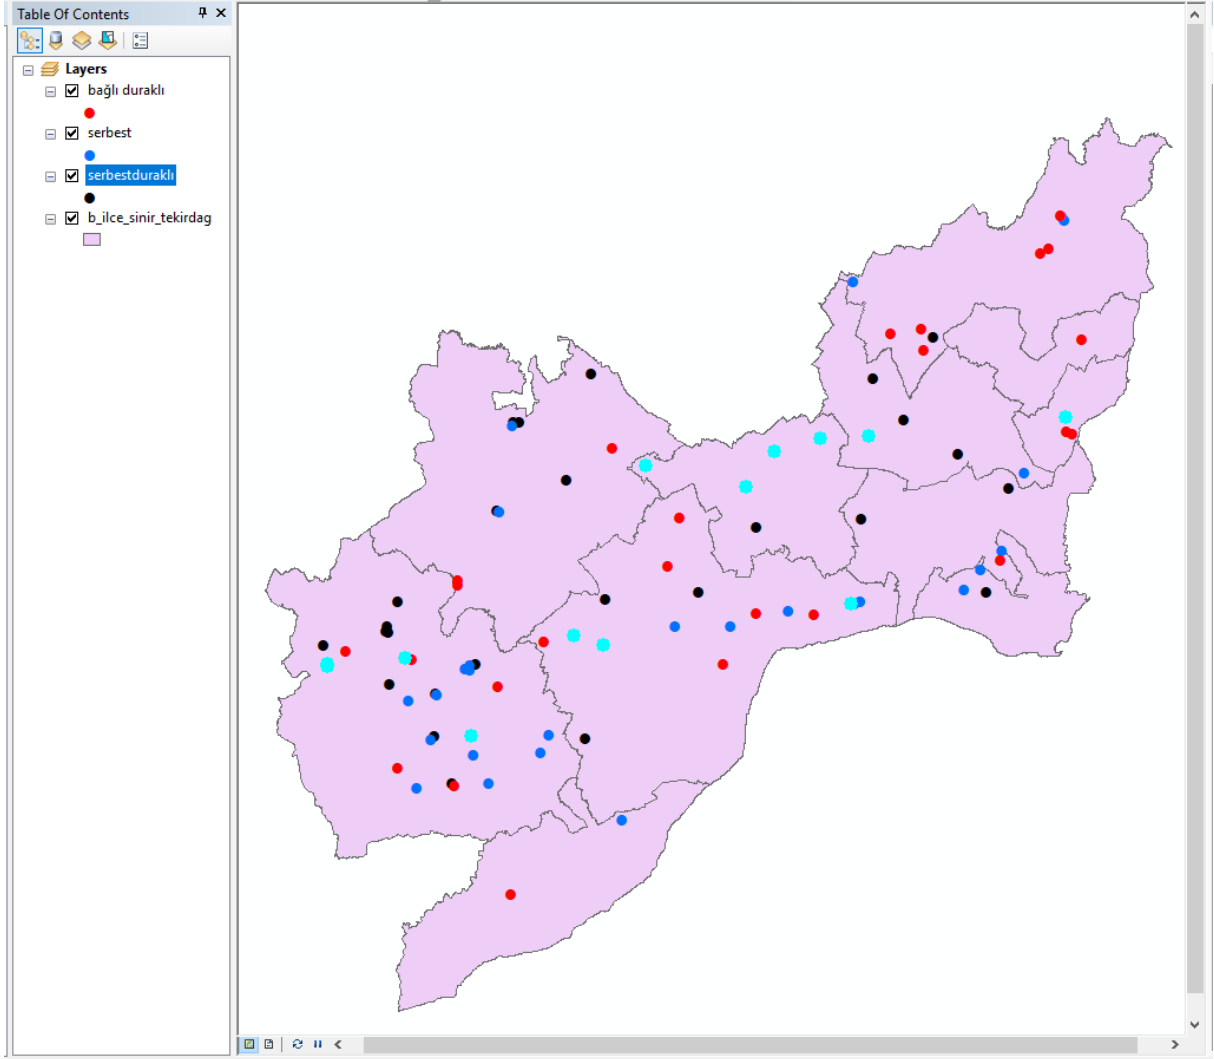 Table Of Contents
Layers
bağlı duraklı
serbest
serbestduraklı
b_ilce_sinir_tekirdag